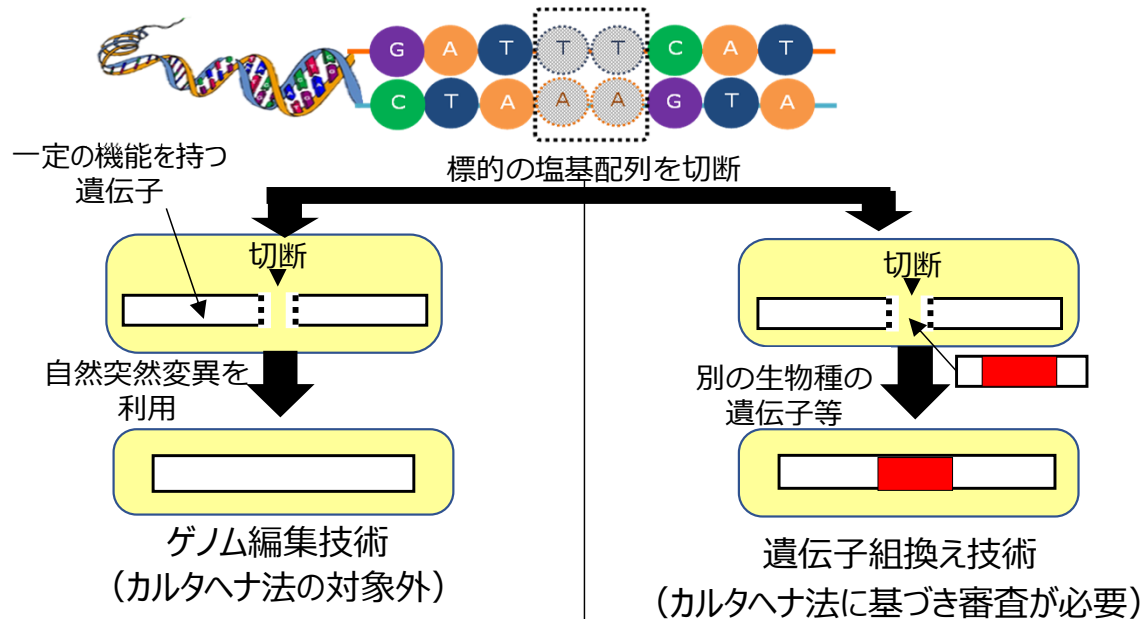 G A T T T C A T
C T A A A G T A
一定の機能を持つ
遺伝子
標的の塩基配列を切断
切断
切断
自然突然変異を
利用
別の生物種の
遺伝子等
ゲノム編集技術
（カルタヘナ法の対象外）
遺伝子組換え技術
（カルタヘナ法に基づき審査が必要）